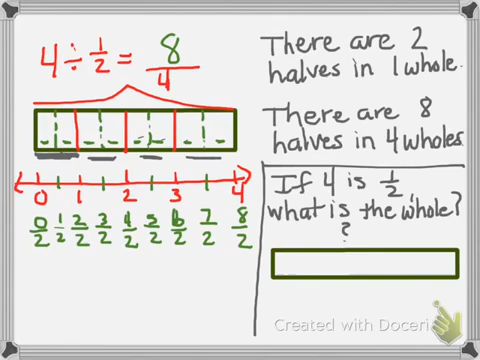 4 ÷ 1/2 = 8
4
0 1 2 3 4
0/2 1/2 2/2 3/2 4/2 5/2 6/2 7/2 8/2
There are 2
halves in 1 whole.
There are 8
halves in 4 wholes.
If 4 is 1/2,
what is the whole?
?
Created with Doceri